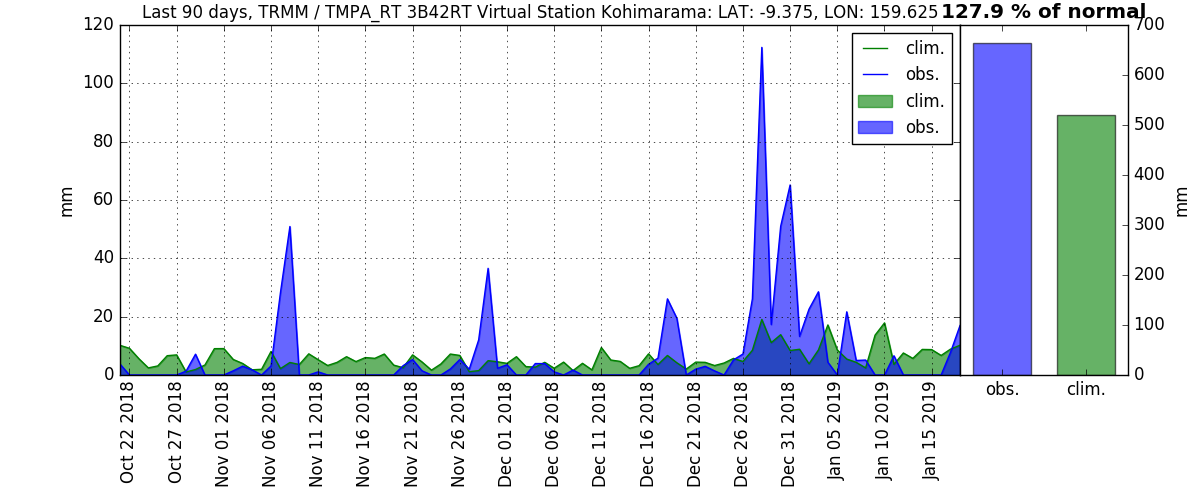 Last 90 days, TRMM / TMPA_RT 3B42RT Virtual Station Kohimarama: LAT: -9.375, LON: 159.625 127.9 % of normal
120
100
80
60
40
20
0
mm
clim.
obs.
clim.
obs.
700
600
500
400
300
200
100
0
mm
obs.
clim.
Oct 22 2018
Oct 27 2018
Nov 01 2018
Nov 06 2018
Nov 11 2018
Nov 16 2018
Nov 21 2018
Nov 26 2018
Dec 01 2018
Dec 06 2018
Dec 11 2018
Dec 16 2018
Dec 21 2018
Dec 26 2018
Dec 31 2018
Jan 05 2019
Jan 10 2019
Jan 15 2019